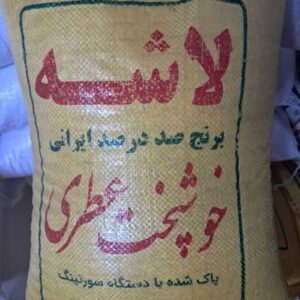 لاشه
برنج صد در صد ایرانی
خوشپخت عطری
پاک شده با دستگاه سورتینگ